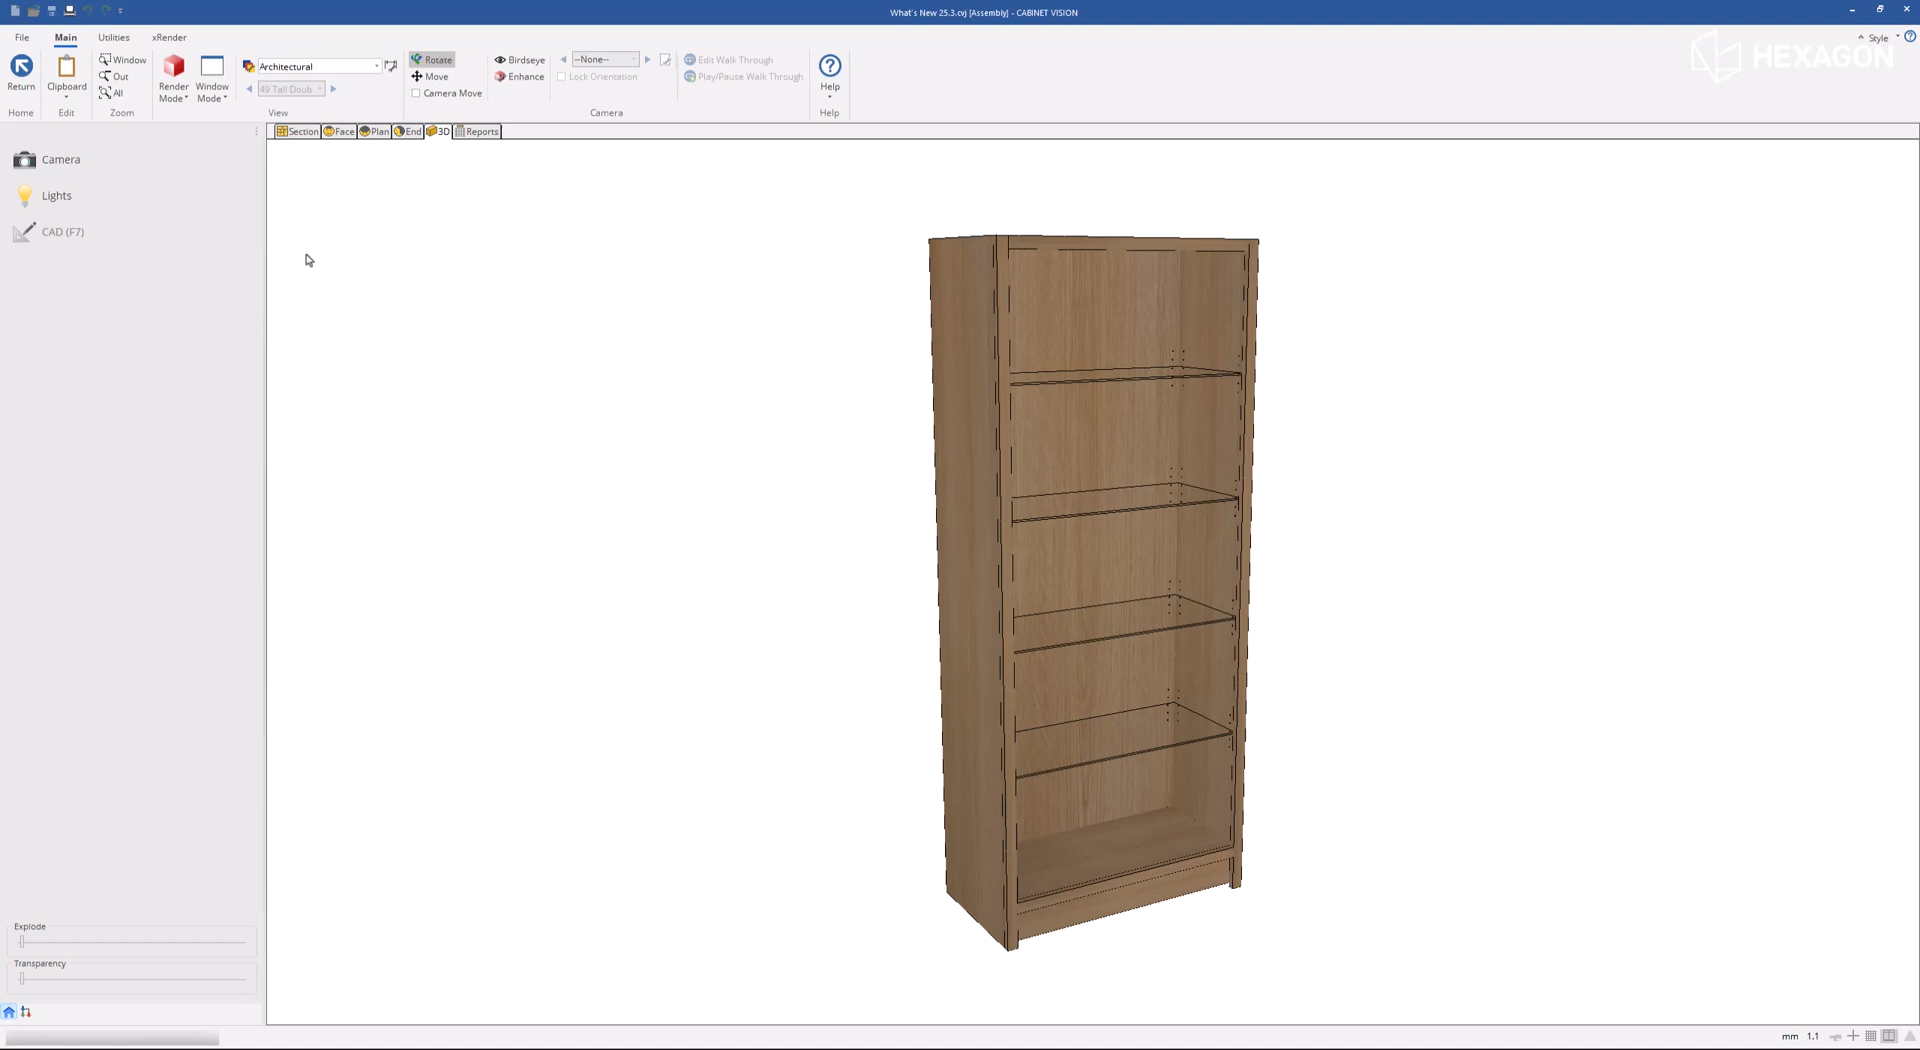 What's New 25.3.cvj [Assembly] - CABINET VISION
File Main Utilities xRender
Style
HEXAGON
Return
Home
Clipboard
Edit
Window
Out
All
Zoom
Render Mode
Window Mode
Architectural
49 Tall Doub
View
Rotate
Move
Camera Move
Birdseye
Enhance
--None--
Lock Orientation
Edit Walk Through
Play/Pause Walk Through
Camera
Help
Help
Section Face Plan End 3D Reports
Camera
Lights
CAD (F7)
Explode
Transparency
mm 1.1